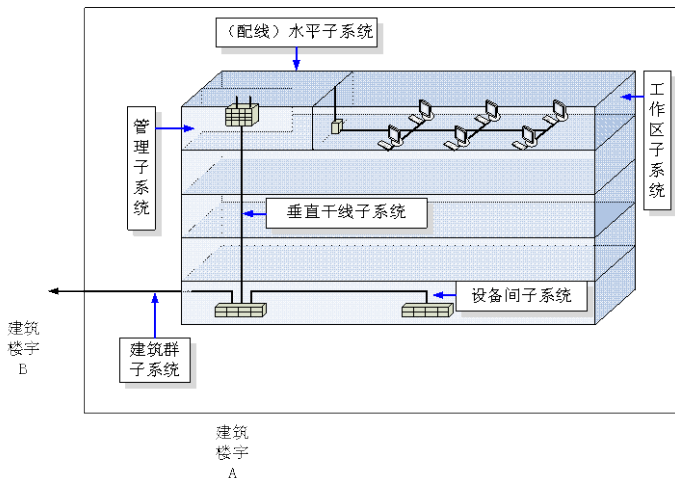 （配线）水平子系统
工作区子系统
管理子系统
垂直干线子系统
设备间子系统
建筑群
子系统
建筑
楼宇
B
建筑
楼宇
A